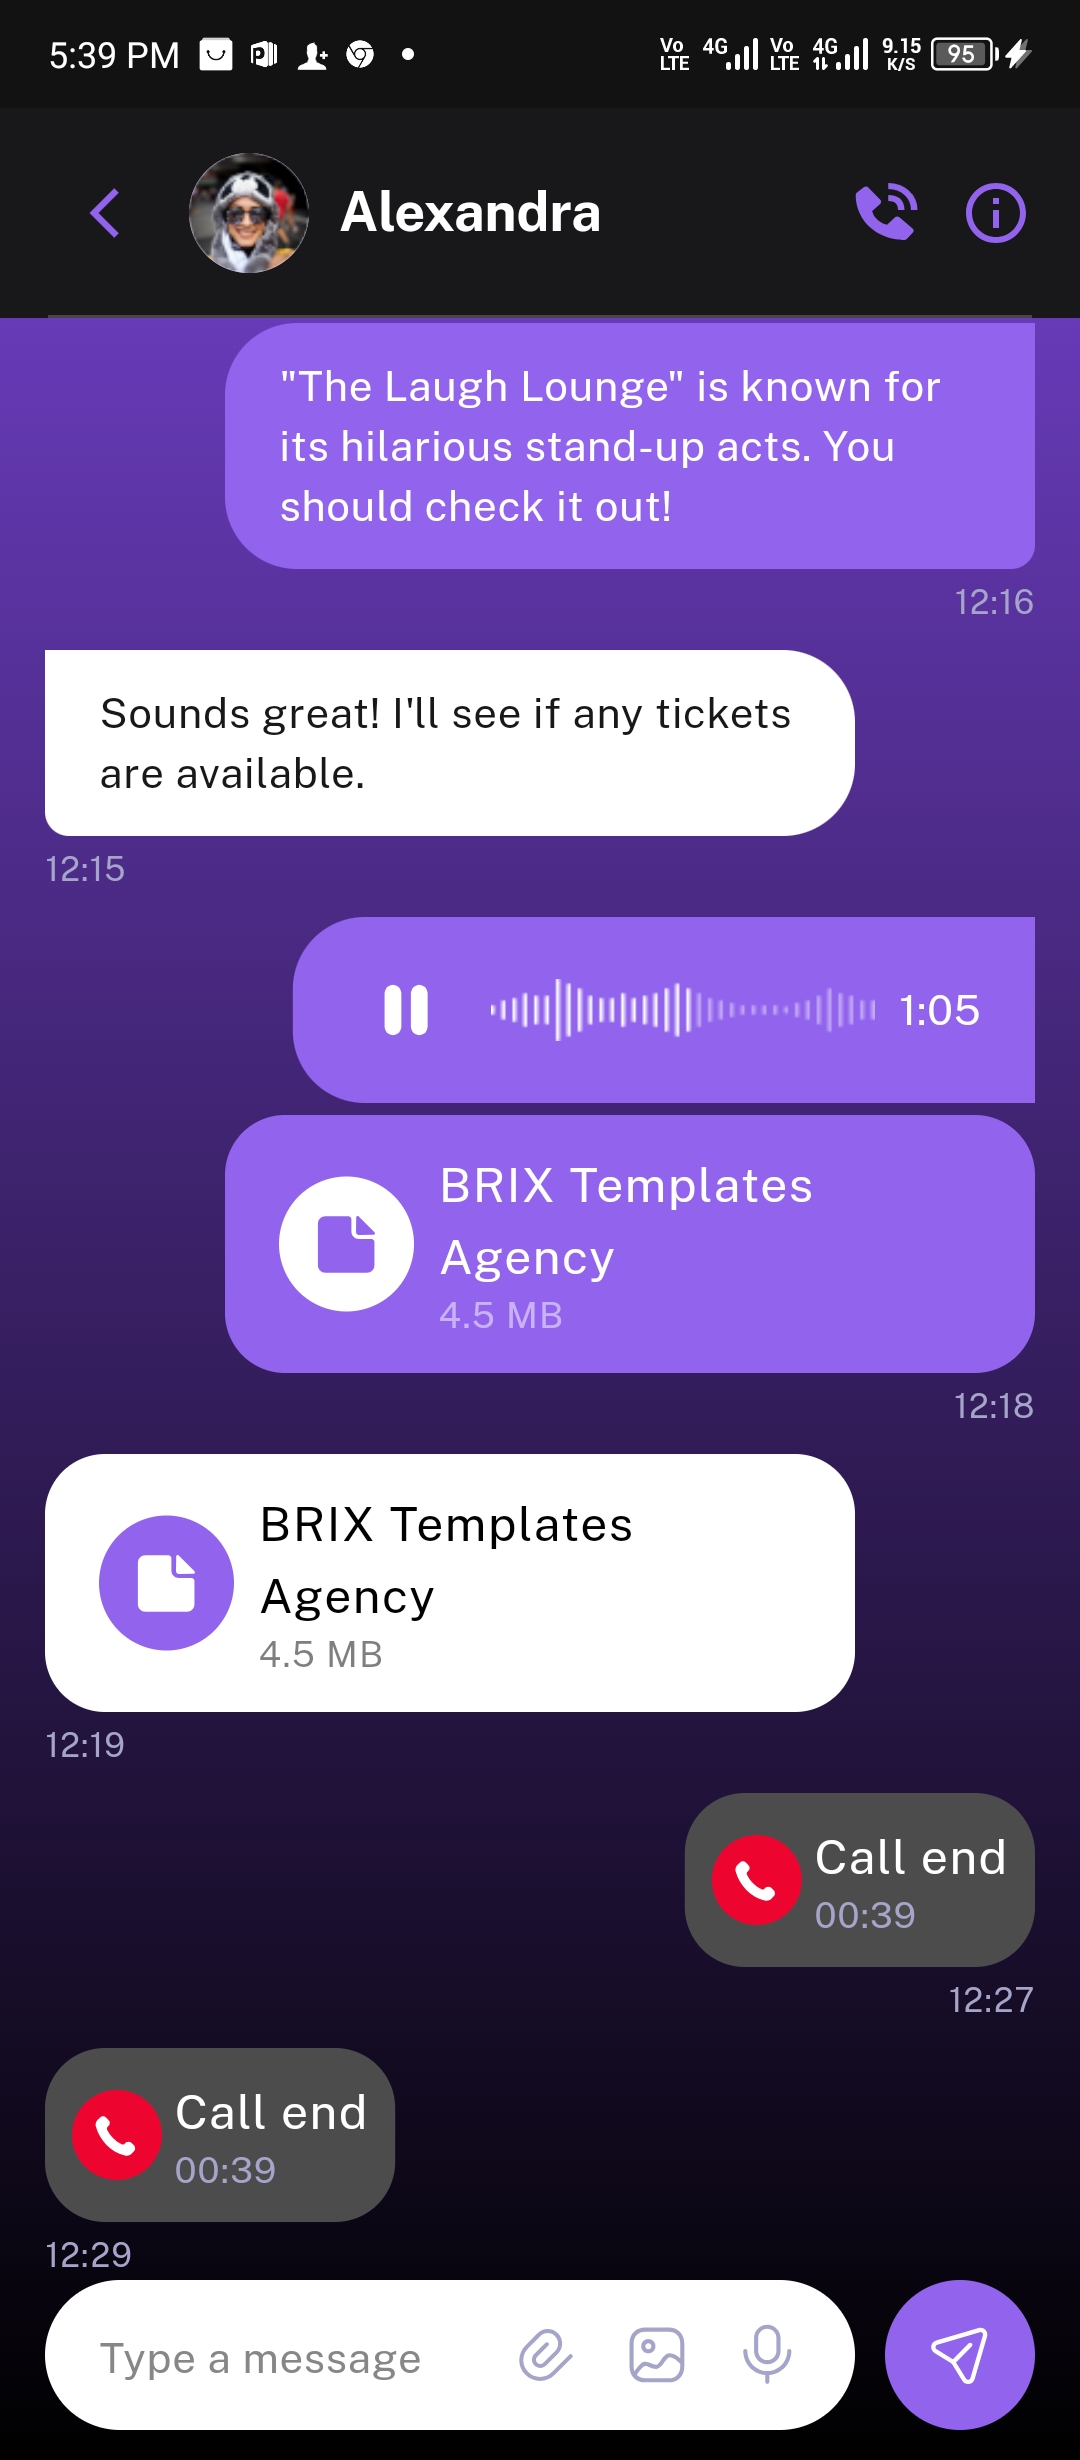 5:39 PM
Vo LTE 4G Vo LTE 4G 9.15 K/S 95
Alexandra
"The Laugh Lounge" is known for
its hilarious stand-up acts. You
should check it out!
12:16
Sounds great! I'll see if any tickets
are available.
12:15
1:05
BRIX Templates
Agency
4.5 MB
12:18
BRIX Templates
Agency
4.5 MB
12:19
Call end
00:39
12:27
Call end
00:39
12:29
Type a message